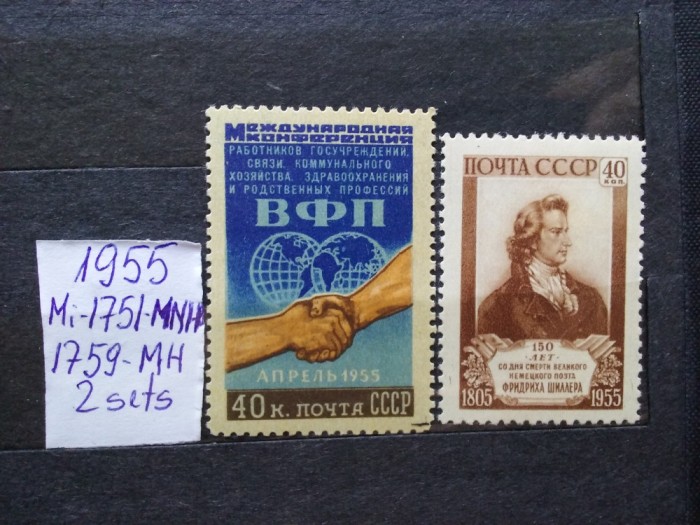 1955
Mi-1751-MNH
1759-MH
2 sets
МЕЖДУНАРОДНАЯ
КОНФЕРЕНЦИЯ
РАБОТНИКОВ ГОСУЧРЕЖДЕНИЙ,
СВЯЗИ, КОММУНАЛЬНОГО
ХОЗЯЙСТВА, ЗДРАВООХРАНЕНИЯ
И РОДСТВЕННЫХ ПРОФЕССИЙ
ВФП
АПРЕЛЬ 1955
40 К. ПОЧТА СССР
ПОЧТА СССР 40
КОП.
150
-ЛЕТ-
СО ДНЯ СМЕРТИ ВЕЛИКОГО
НЕМЕЦКОГО ПОЭТА
ФРИДРИХА ШИЛЛЕРА
1805 1955